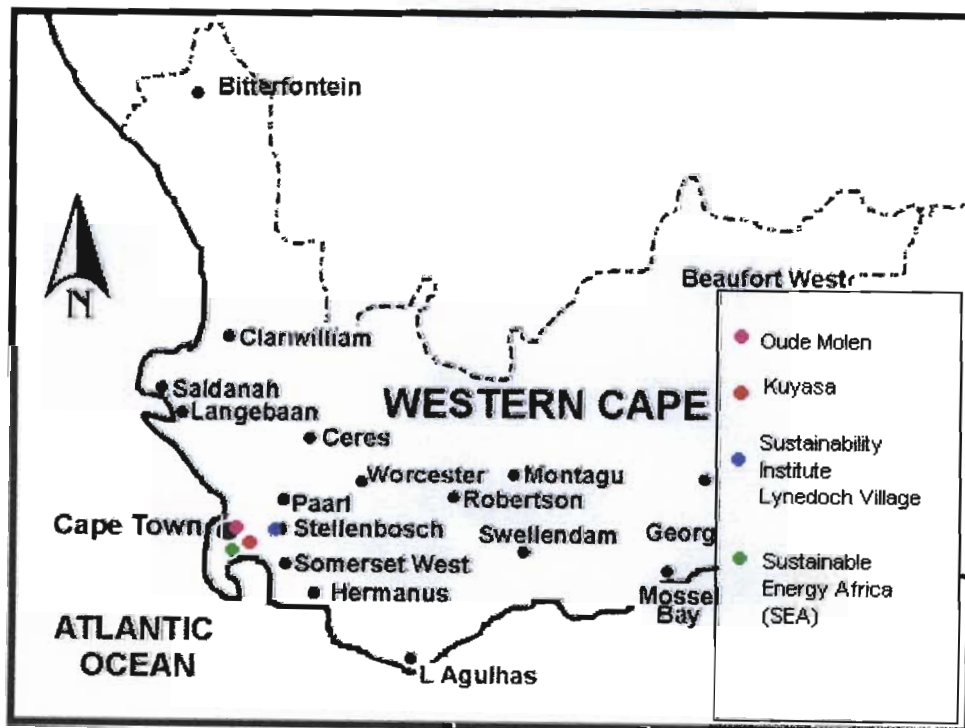 Bitterfontein
N
Beaufort West
Clanwilliam
Saldanah
Langebaan
WESTERN CAPE
Ceres
Worcester
Montagu
Paarl
Robertson
Cape Town
Stellenbosch
Swellendam
Georg
Somerset West
Hermanus
Mossel
Bay
ATLANTIC
OCEAN
L Agulhas
Oude Molen
Kuyasa
Sustainability
Institute
Lynedoch Village
Sustainable
Energy Africa
(SEA)